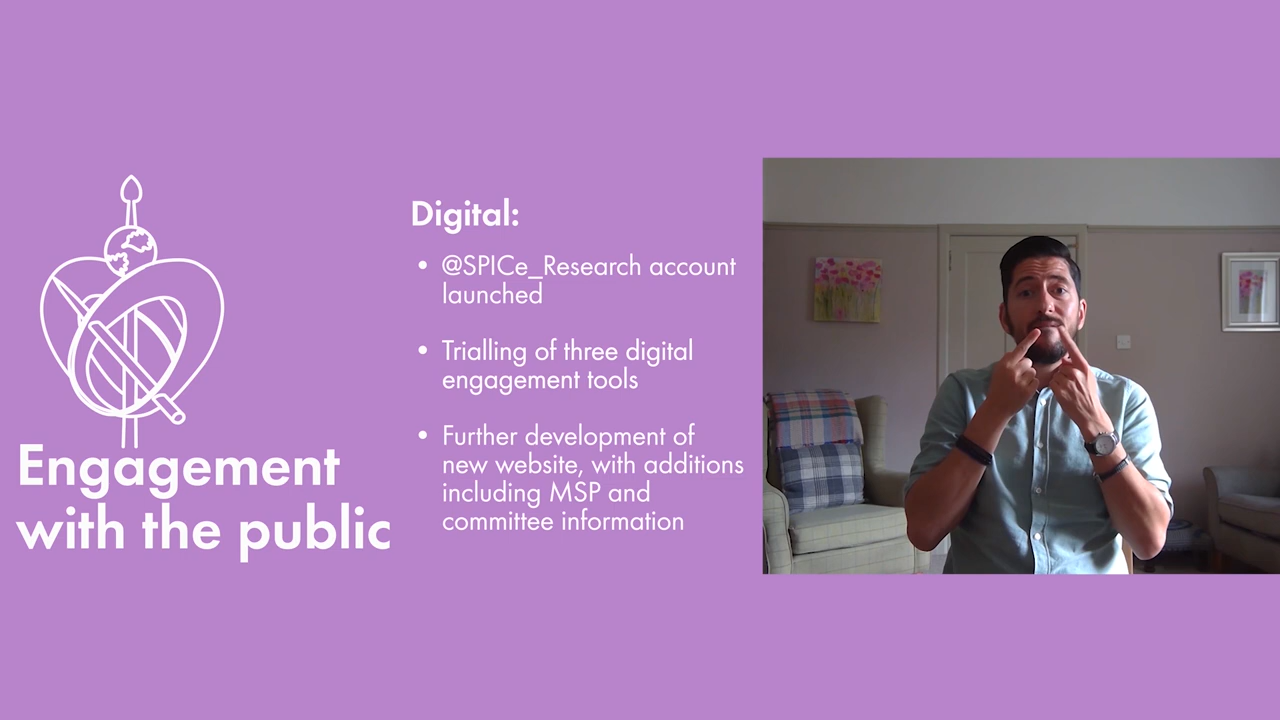 Engagement
with the public
Digital:
• @SPICe_Research account
launched
• Trialling of three digital
engagement tools
• Further development of
new website, with additions
including MSP and
committee information